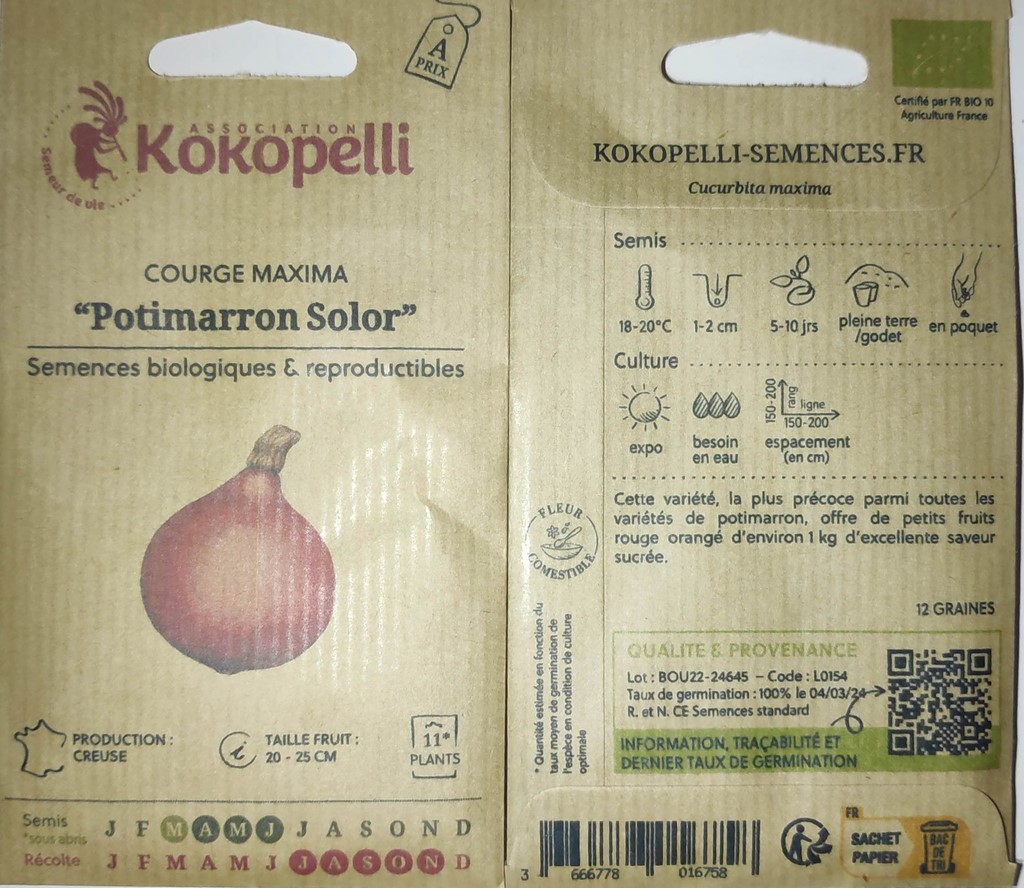 À
PRIX
ASSOCIATION
Kokopelli
Semeur de vie
COURGE MAXIMA
“Potimarron Solor”
Semences biologiques & reproductibles
PRODUCTION :
CREUSE
i
TAILLE FRUIT :
20 - 25 CM
11*
PLANTS
Semis
*sous abris
J F M A M J J A S O N D
Récolte
J F M A M J J A S O N D
Certifié par FR BIO 10
Agriculture France
KOKOPELLI-SEMENCES.FR
Cucurbita maxima
Semis
18-20°C
1-2 cm
5-10 jrs
pleine terre
/godet
en poquet
Culture
expo
besoin
en eau
150-200
rang
ligne
150-200
espacement
(en cm)
Cette variété, la plus précoce parmi toutes les
variétés de potimarron, offre de petits fruits
rouge orangé d'environ 1 kg d'excellente saveur
sucrée.
FLEUR
COMESTIBLE
12 GRAINES
* Quantité estimée en fonction du
taux moyen de germination de
l'espèce en condition de culture
optimale
QUALITE & PROVENANCE
Lot : BOU22-24645 – Code : L0154
Taux de germination : 100% le 04/03/24
R. et N. CE Semences standard
INFORMATION, TRAÇABILITÉ ET
DERNIER TAUX DE GERMINATION
3 666778 016758
FR
SACHET
PAPIER
BAC
DE
TRI